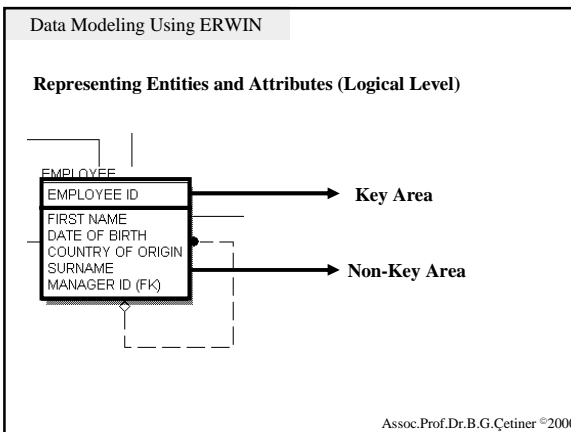 Data Modeling Using ERWIN
Representing Entities and Attributes (Logical Level)
EMPLOYEE
EMPLOYEE ID
Key Area
FIRST NAME
DATE OF BIRTH
COUNTRY OF ORIGIN
SURNAME
Non-Key Area
MANAGER ID (FK)
Assoc.Prof.Dr.B.G.Çetiner ©2000